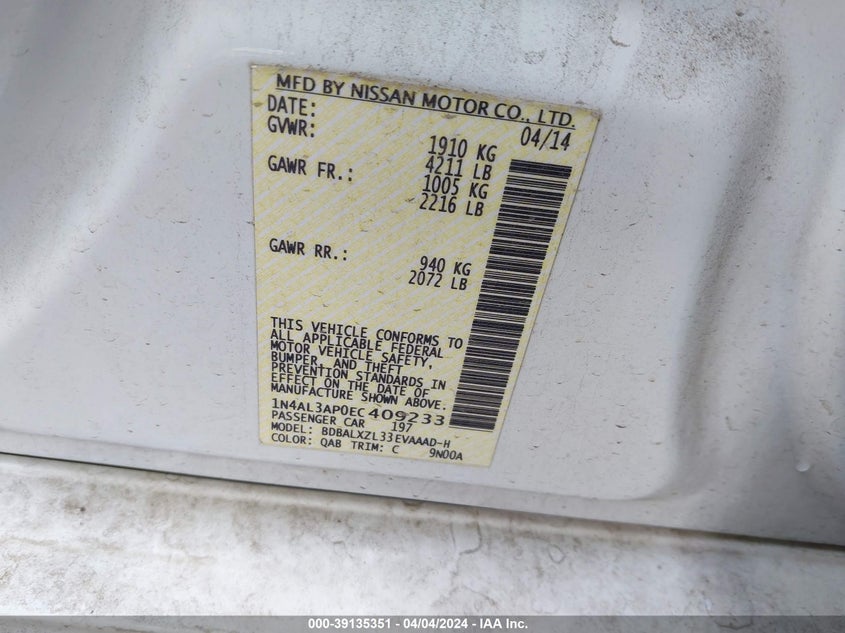 MFD BY NISSAN MOTOR CO., LTD.
DATE: 04/14
GVWR: 1910 KG
4211 LB
GAWR FR.: 1005 KG
2216 LB
GAWR RR.: 940 KG
2072 LB
THIS VEHICLE CONFORMS TO
ALL APPLICABLE FEDERAL
MOTOR VEHICLE SAFETY,
BUMPER, AND THEFT
PREVENTION STANDARDS IN
EFFECT ON THE DATE OF
MANUFACTURE SHOWN ABOVE.
1N4AL3AP0EC409233
PASSENGER CAR 197
MODEL: BDBALXZL33EVAAAD-H
COLOR: QAB TRIM: C 9N00A
000-39135351 - 04/04/2024 - IAA Inc.